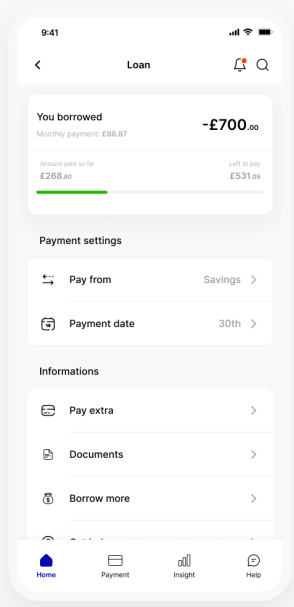 9:41
Loan
You borrowed
Monthly payment: £88.87
-£700.00
Amount paid so far
Left to pay
£268.80
£531.09
Payment settings
Pay from
Savings
Payment date
30th
Informations
Pay extra
Documents
Borrow more
Home
Payment
Insight
Help